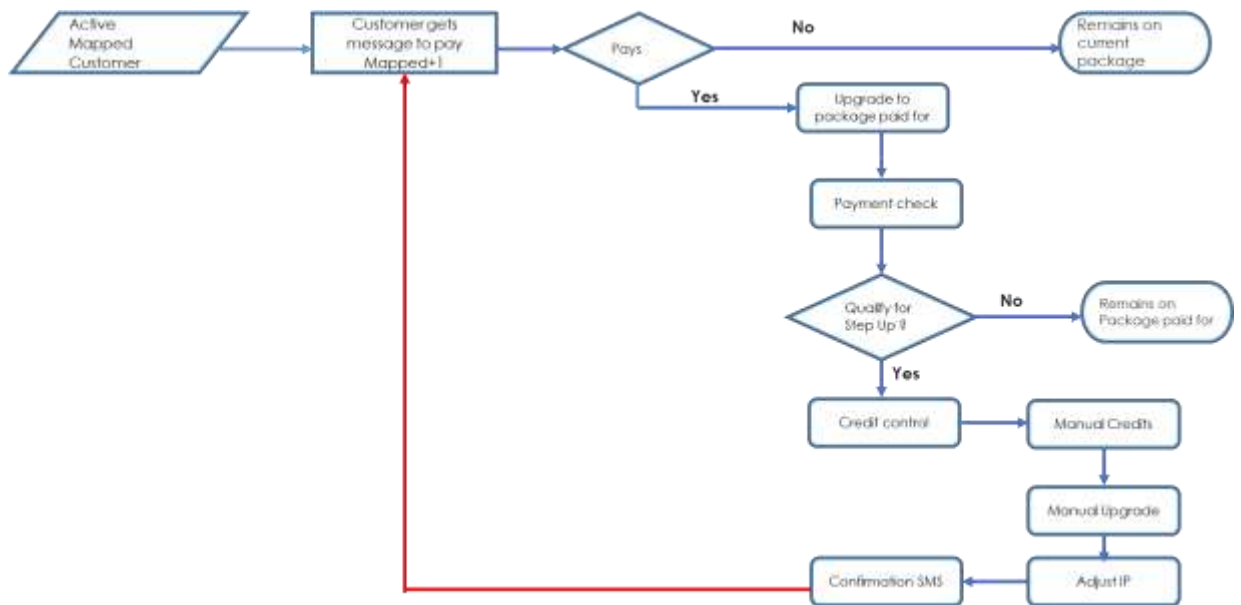 Active
Mapped
Customer
Customer gets
message to pay
Mapped+1
Pays
No
Remains on
current
package
Yes
Upgrade to
package paid for
Payment check
Qualify for
Step Up ?
No
Remains on
Package paid for
Yes
Credit control
Manual Credits
Manual Upgrade
Adjust IP
Confirmation SMS